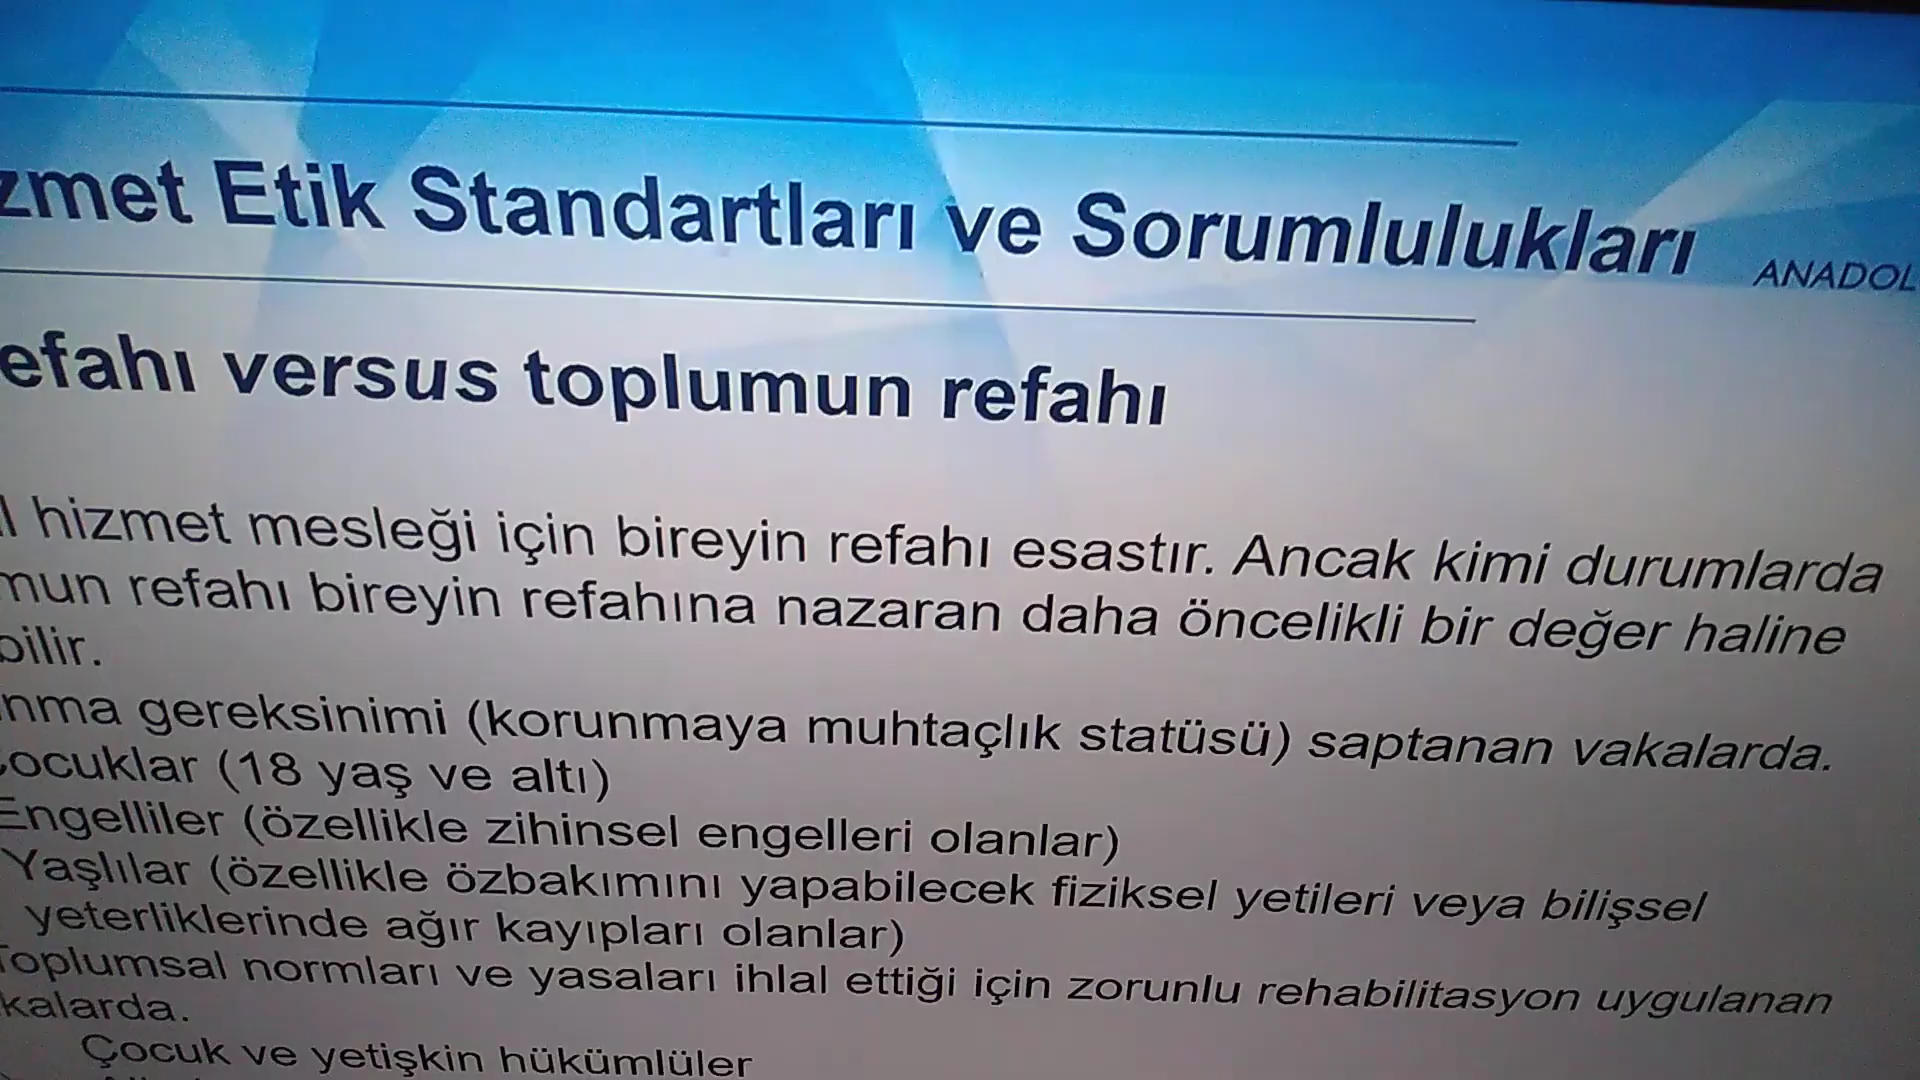 zmet Etik Standartları ve Sorumlulukları
ANADOL
efahı versus toplumun refahı
l hizmet mesleği için bireyin refahı esastır. Ancak kimi durumlarda
mun refahı bireyin refahına nazaran daha öncelikli bir değer haline
bilir.
nma gereksinimi (korunmaya muhtaçlık statüsü) saptanan vakalarda.
Çocuklar (18 yaş ve altı)
Engelliler (özellikle zihinsel engelleri olanlar)
Yaşlılar (özellikle özbakımını yapabilecek fiziksel yetileri veya bilişsel
yeterliklerinde ağır kayıpları olanlar)
Toplumsal normları ve yasaları ihlal ettiği için zorunlu rehabilitasyon uygulanan
kalarda.
Çocuk ve yetişkin hükümlüler